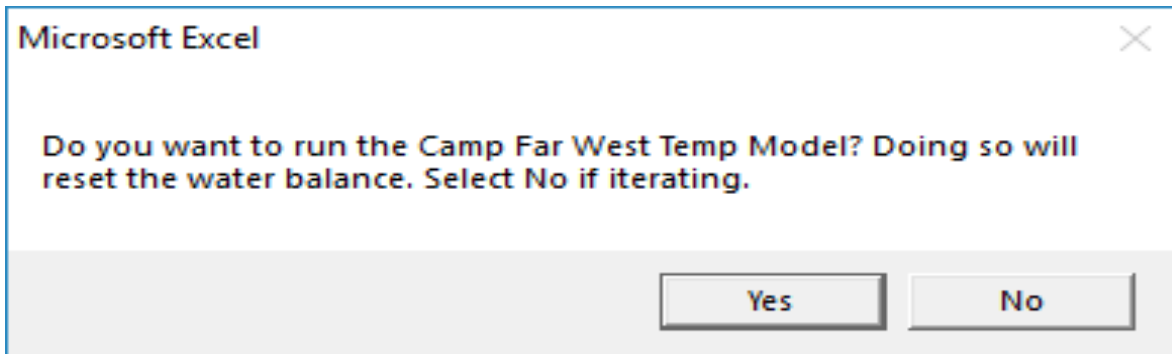 Microsoft Excel
Do you want to run the Camp Far West Temp Model? Doing so will
reset the water balance. Select No if iterating.
Yes No